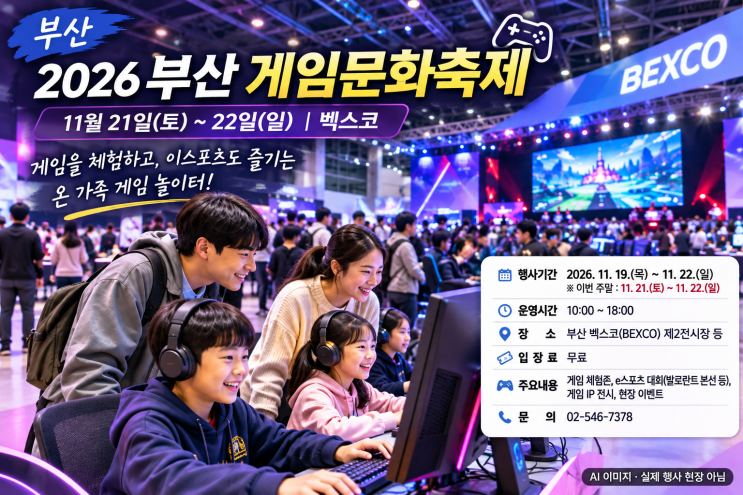 부산
2026 부산 게임문화축제
11월 21일(토) ~ 22일(일) | 벡스코
게임을 체험하고, 이스포츠도 즐기는
온 가족 게임 놀이터!
BEXCO
행사기간 2026. 11. 19.(목) ~ 11. 22.(일)
※ 이번 주말 : 11. 21.(토) ~ 11. 22.(일)
운영시간 10:00 ~ 18:00
장 소 부산 벡스코(BEXCO) 제2전시장 등
입 장 료 무료
주요내용 게임 체험존, e스포츠 대회(발로란트 본선 등),
게임 IP 전시, 현장 이벤트
문 의 02-546-7378
AI 이미지 · 실제 행사 현장 아님